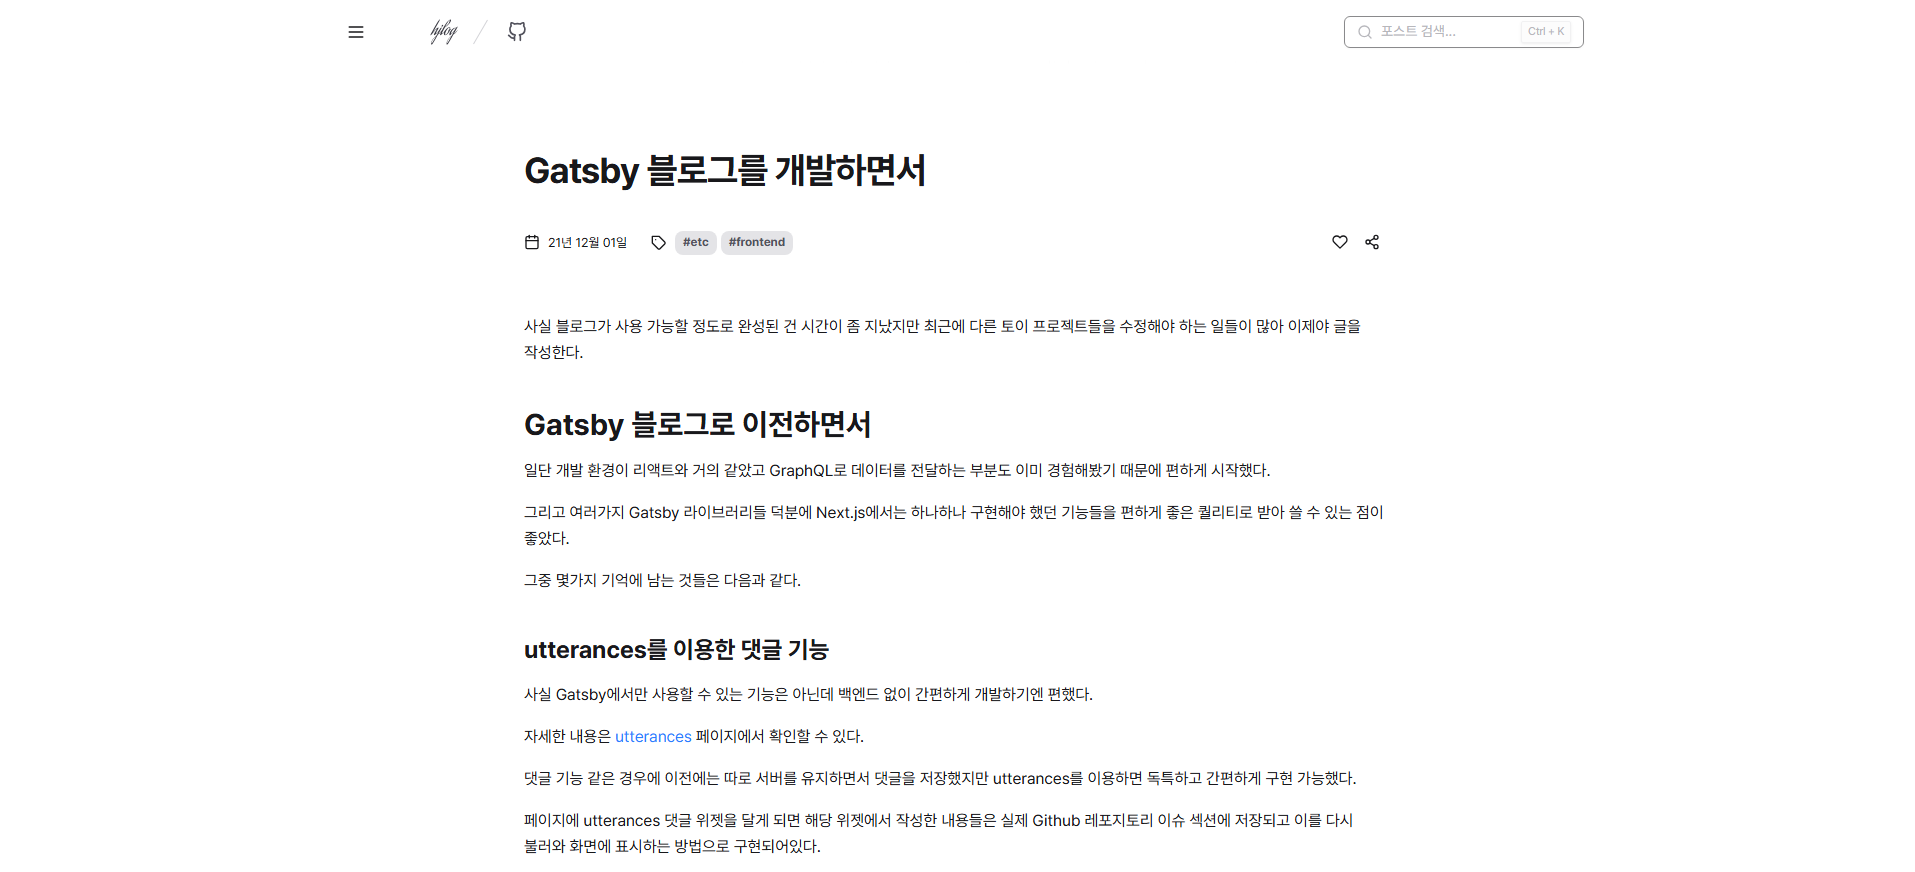 hjlog
포스트 검색...
Ctrl + K
Gatsby 블로그를 개발하면서
21년 12월 01일
#etc
#frontend
사실 블로그가 사용 가능할 정도로 완성된 건 시간이 좀 지났지만 최근에 다른 토이 프로젝트들을 수정해야 하는 일들이 많아 이제야 글을
작성한다.
Gatsby 블로그로 이전하면서
일단 개발 환경이 리액트와 거의 같았고 GraphQL로 데이터를 전달하는 부분도 이미 경험해봤기 때문에 편하게 시작했다.
그리고 여러가지 Gatsby 라이브러리들 덕분에 Next.js에서는 하나하나 구현해야 했던 기능들을 편하게 좋은 퀄리티로 받아 쓸 수 있는 점이
좋았다.
그중 몇가지 기억에 남는 것들은 다음과 같다.
utterances를 이용한 댓글 기능
사실 Gatsby에서만 사용할 수 있는 기능은 아닌데 백엔드 없이 간편하게 개발하기엔 편했다.
자세한 내용은 utterances 페이지에서 확인할 수 있다.
댓글 기능 같은 경우에 이전에는 따로 서버를 유지하면서 댓글을 저장했지만 utterances를 이용하면 독특하고 간편하게 구현 가능했다.
페이지에 utterances 댓글 위젯을 달게 되면 해당 위젯에서 작성한 내용들은 실제 Github 레포지토리 이슈 섹션에 저장되고 이를 다시
불러와 화면에 표시하는 방법으로 구현되어있다.